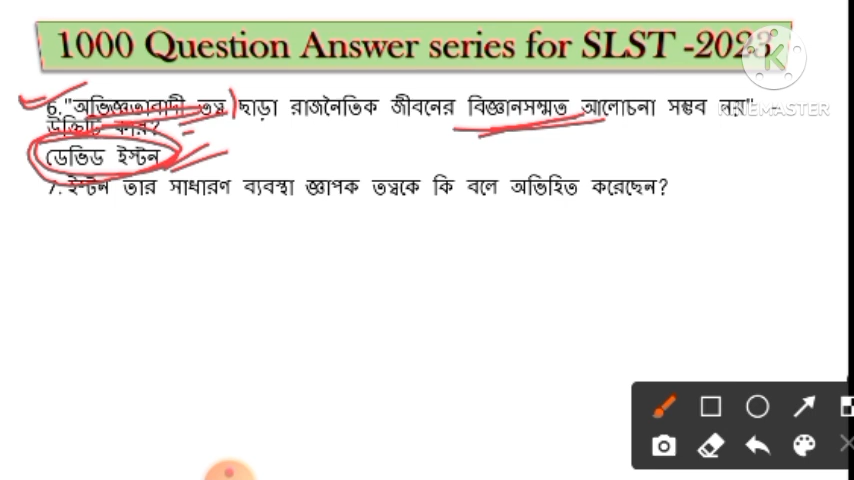 1000 Question Answer series for SLST -2023
6."অভিজ্ঞতাবাদী তত্ব ছাড়া রাজনৈতিক জীবনের বিজ্ঞানসম্মত আলোচনা সম্ভব নয়" -
উক্তিটি কার?
ডেভিড ইস্টন
7. ইস্টন তার সাধারণ ব্যবস্থা জ্ঞাপক তত্বকে কি বলে অভিহিত করেছেন?